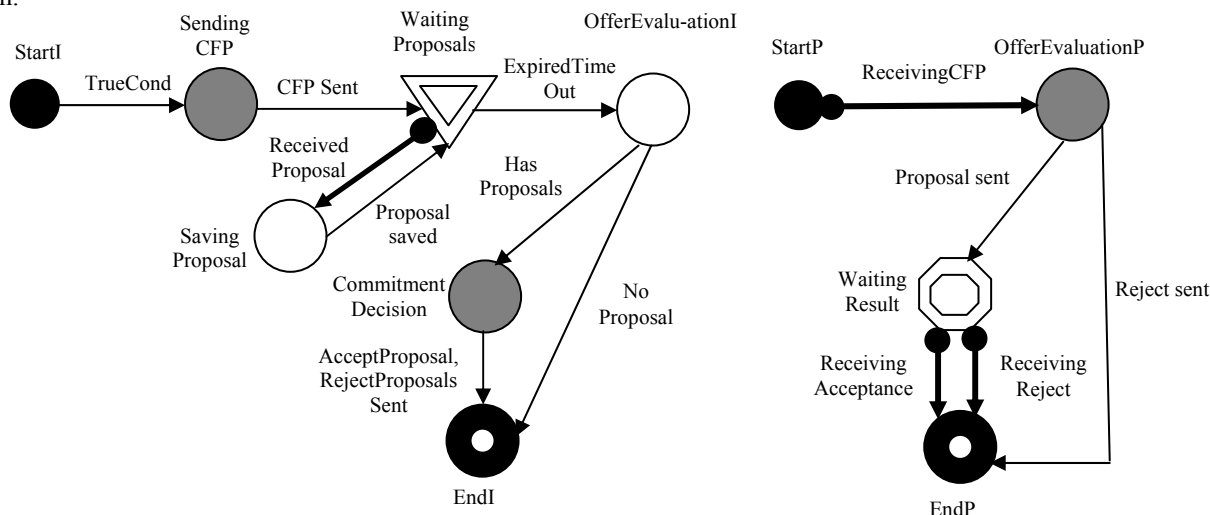 n.
StartI
TrueCond
Sending
CFP
CFP Sent
Waiting
Proposals
ExpiredTime
Out
OfferEvalu-ationI
Received
Proposal
Saving
Proposal
Proposal
saved
Has
Proposals
Commitment
Decision
No
Proposal
AcceptProposal,
RejectProposals
Sent
EndI
StartP
ReceivingCFP
OfferEvaluationP
Proposal sent
Waiting
Result
Reject sent
Receiving
Acceptance
Receiving
Reject
EndP